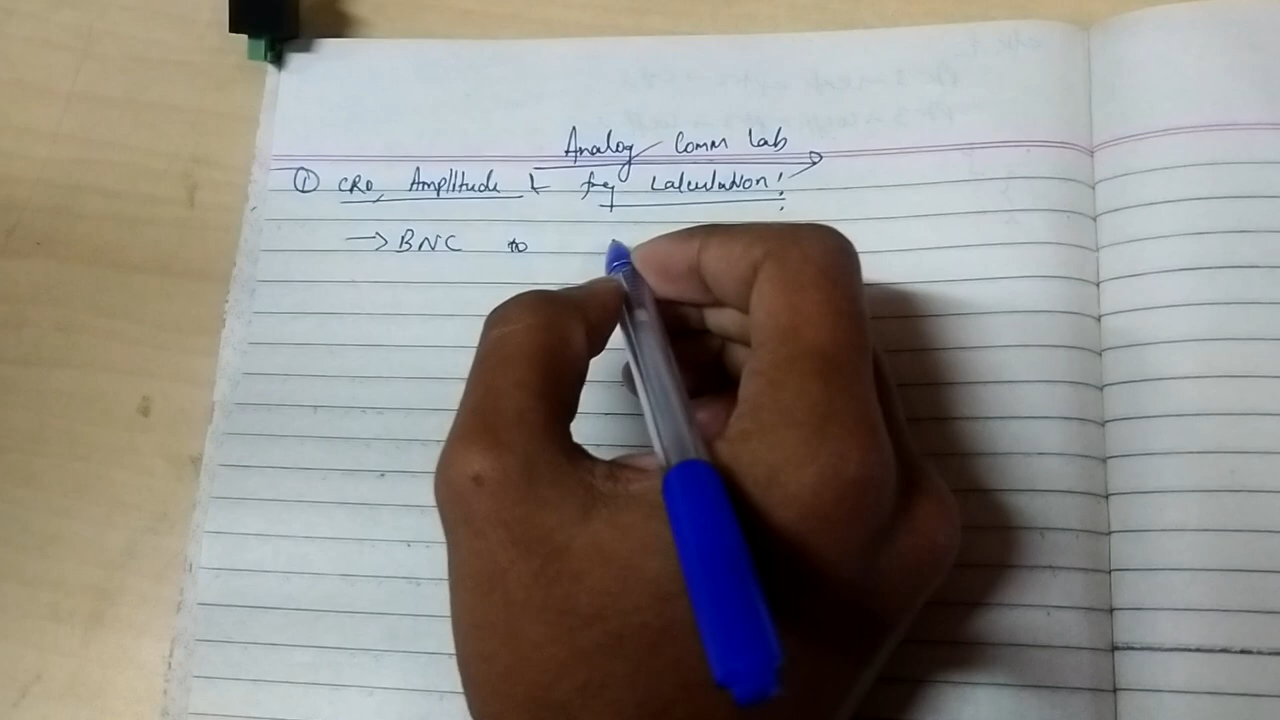 Analog Comm Lab
① CRO, Amplitude & freq Calculation!
→ BNC to